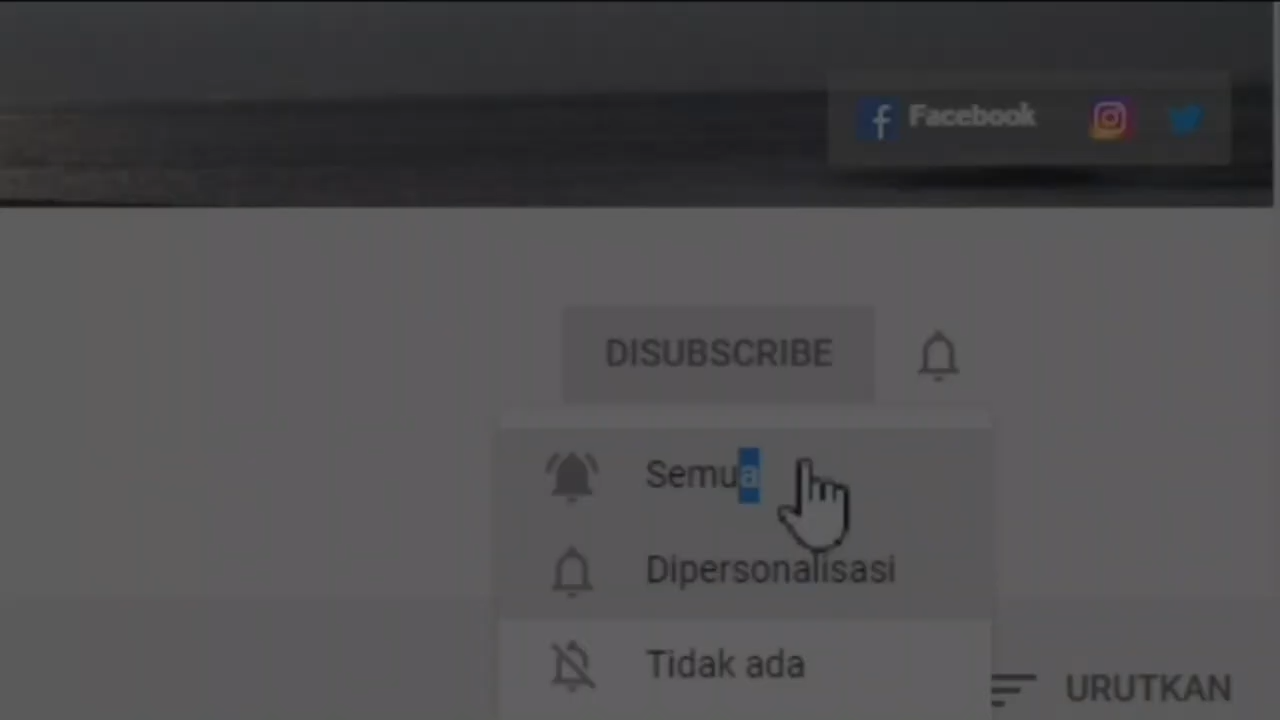 Facebook
DISUBSCRIBE
Semua
Dipersonalisasi
Tidak ada
URUTKAN